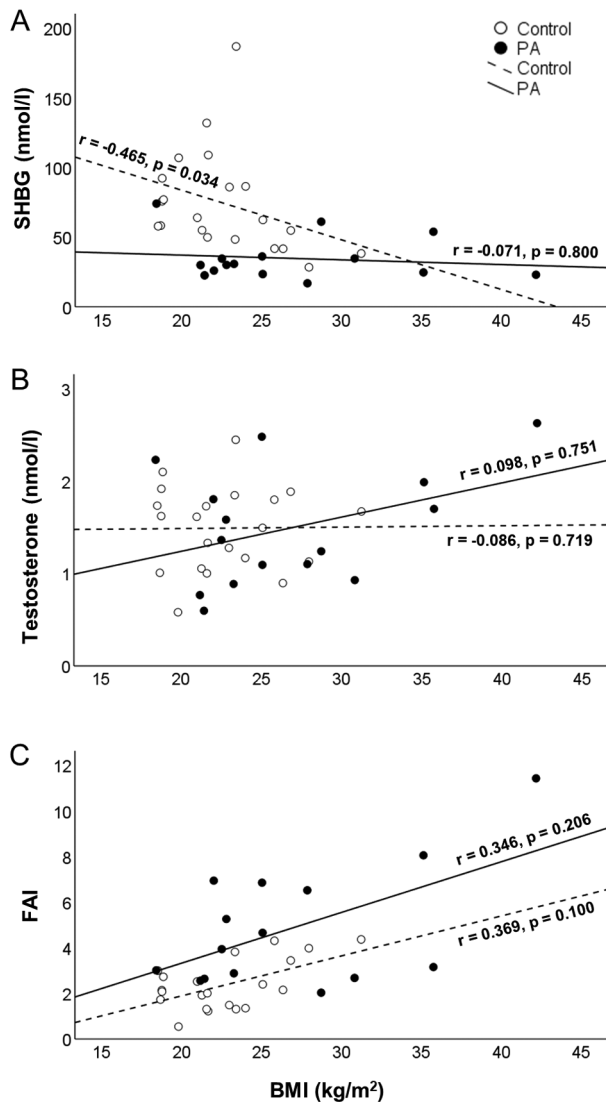 A
200
150
100
50
0
SHBG (nmol/l)
Control
PA
Control
PA
r = -0.465, p = 0.034
r = -0.071, p = 0.800
15 20 25 30 35 40 45
B
3
2
1
0
Testosterone (nmol/l)
r = 0.098, p = 0.751
r = -0.086, p = 0.719
15 20 25 30 35 40 45
C
12
10
8
6
4
2
0
FAI
r = 0.346, p = 0.206
r = 0.369, p = 0.100
15 20 25 30 35 40 45
BMI (kg/m²)